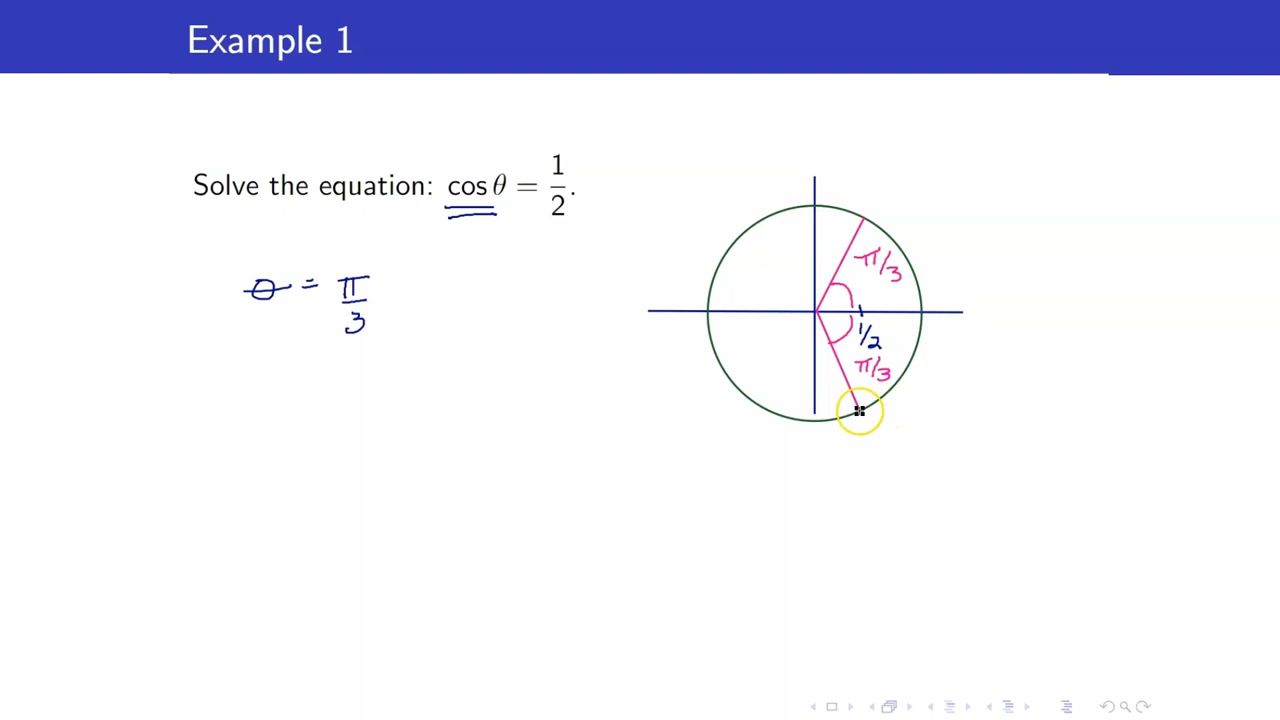 Example 1
Solve the equation: cos θ = 1/2.
θ = π/3
π/3
1/2
π/3